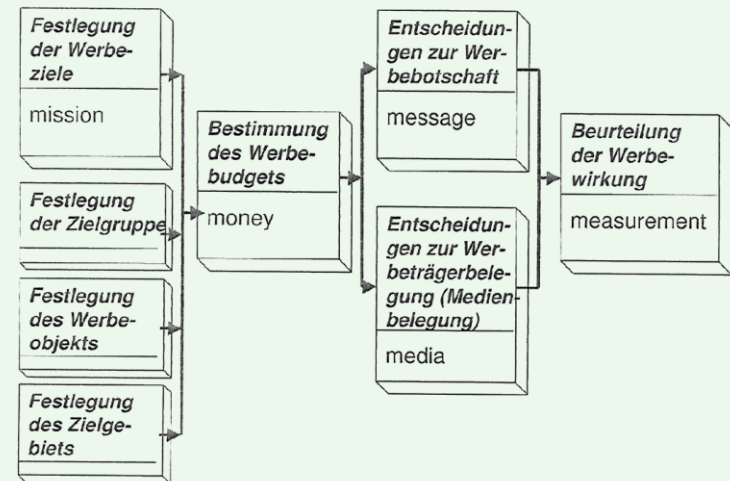 Festlegung
der Werbe-
ziele
mission
Festlegung
der Zielgruppe
Festlegung
des Werbe-
objekts
Festlegung
des Zielge-
biets
Bestimmung
des Werbe-
budgets
money
Entscheidun-
gen zur Wer-
bebotschaft
message
Entscheidun-
gen zur Wer-
beträgerbele-
gung (Medien-
belegung)
media
Beurteilung
der Werbe-
wirkung
measurement